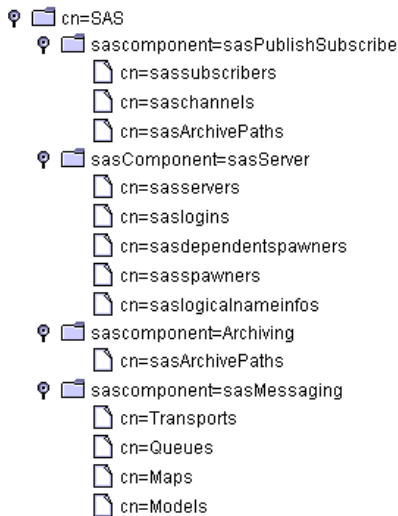 cn=SAS
sascomponent=sasPublishSubscribe
cn=sassubscribers
cn=saschannels
cn=sasArchivePaths
sasComponent=sasServer
cn=sasservers
cn=saslogins
cn=sasdependentspawners
cn=sasspawners
cn=saslogicalnameinfos
sascomponent=Archiving
cn=sasArchivePaths
sascomponent=sasMessaging
cn=Transports
cn=Queues
cn=Maps
cn=Models